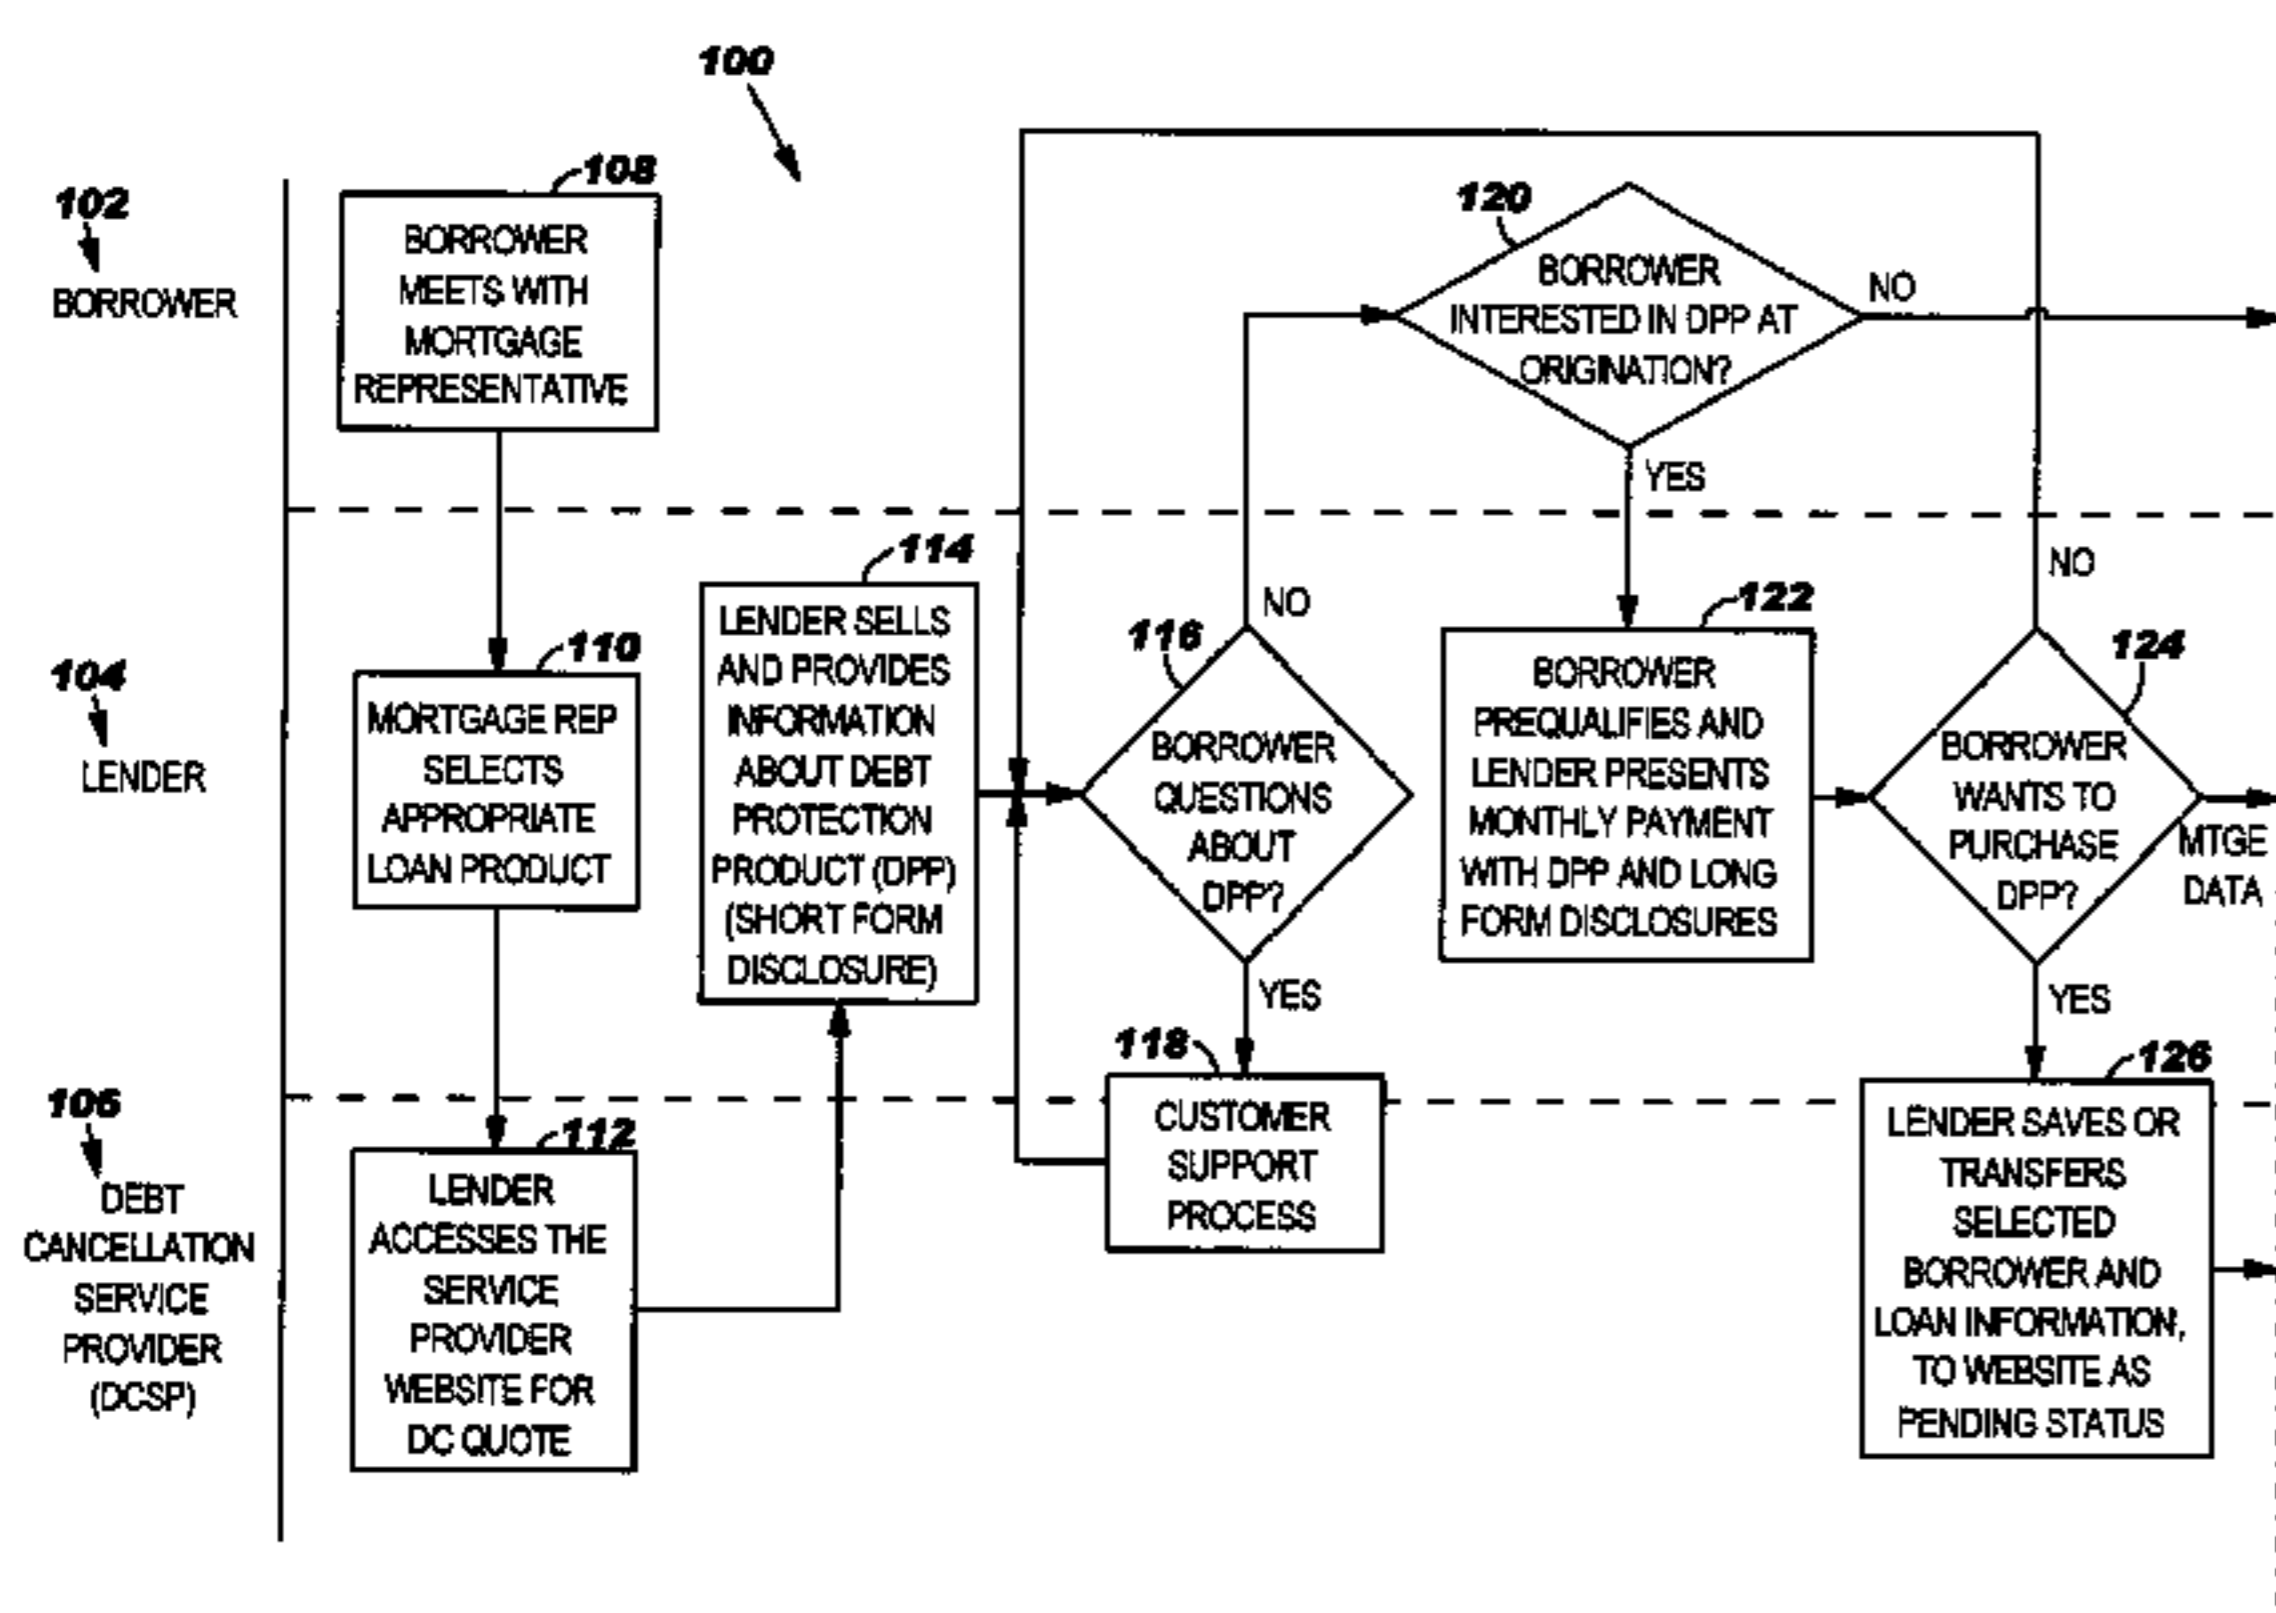 100
102
BORROWER
108
BORROWER
MEETS WITH
MORTGAGE
REPRESENTATIVE
120
BORROWER
INTERESTED IN DPP AT
ORIGINATION?
NO
YES
104
LENDER
110
MORTGAGE REP
SELECTS
APPROPRIATE
LOAN PRODUCT
114
LENDER SELLS
AND PROVIDES
INFORMATION
ABOUT DEBT
PROTECTION
PRODUCT (DPP)
(SHORT FORM
DISCLOSURE)
116
NO
BORROWER
QUESTIONS
ABOUT
DPP?
YES
122
BORROWER
PREQUALIFIES AND
LENDER PRESENTS
MONTHLY PAYMENT
WITH DPP AND LONG
FORM DISCLOSURES
NO
124
BORROWER
WANTS TO
PURCHASE
DPP?
MTGE
DATA
YES
106
DEBT
CANCELLATION
SERVICE
PROVIDER
(DCSP)
112
LENDER
ACCESSES THE
SERVICE
PROVIDER
WEBSITE FOR
DC QUOTE
118
CUSTOMER
SUPPORT
PROCESS
126
LENDER SAVES OR
TRANSFERS
SELECTED
BORROWER AND
LOAN INFORMATION,
TO WEBSITE AS
PENDING STATUS